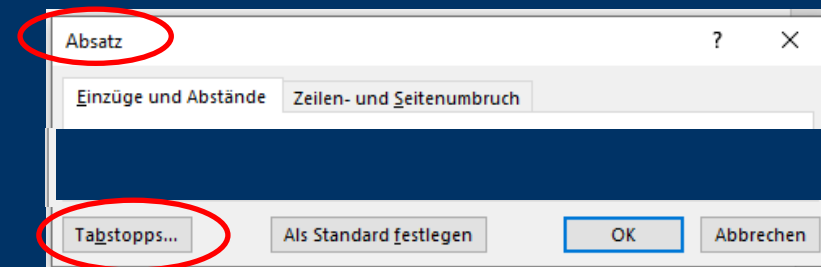 Absatz ?
Einzüge und Abstände Zeilen- und Seitenumbruch
Tabstopps... Als Standard festlegen OK Abbrechen